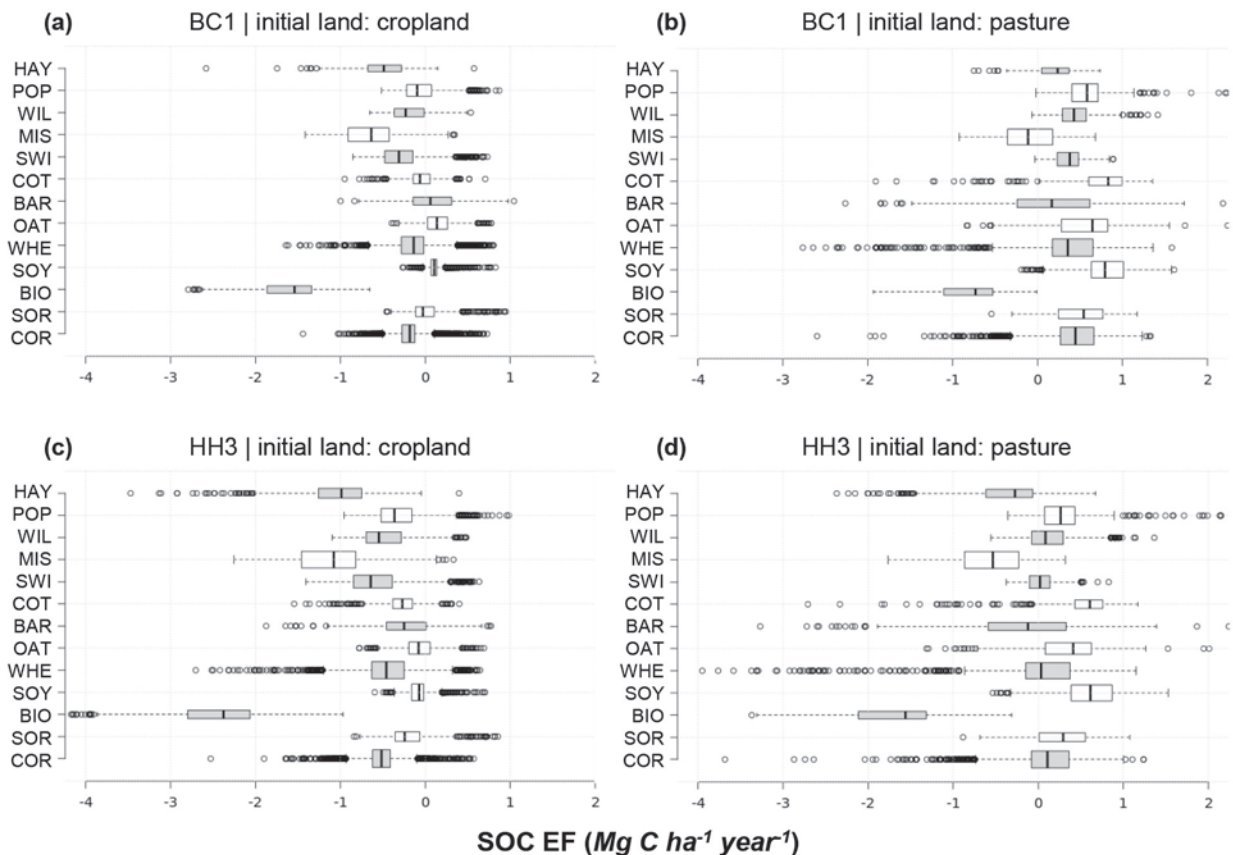 (a) BC1 | initial land: cropland
HAY
POP
WIL
MIS
SWI
COT
BAR
OAT
WHE
SOY
BIO
SOR
COR
-4 -3 -2 -1 0 1 2
(b) BC1 | initial land: pasture
HAY
POP
WIL
MIS
SWI
COT
BAR
OAT
WHE
SOY
BIO
SOR
COR
-4 -3 -2 -1 0 1 2
(c) HH3 | initial land: cropland
HAY
POP
WIL
MIS
SWI
COT
BAR
OAT
WHE
SOY
BIO
SOR
COR
-4 -3 -2 -1 0 1 2
(d) HH3 | initial land: pasture
HAY
POP
WIL
MIS
SWI
COT
BAR
OAT
WHE
SOY
BIO
SOR
COR
-4 -3 -2 -1 0 1 2
SOC EF (Mg C ha⁻¹ year⁻¹)